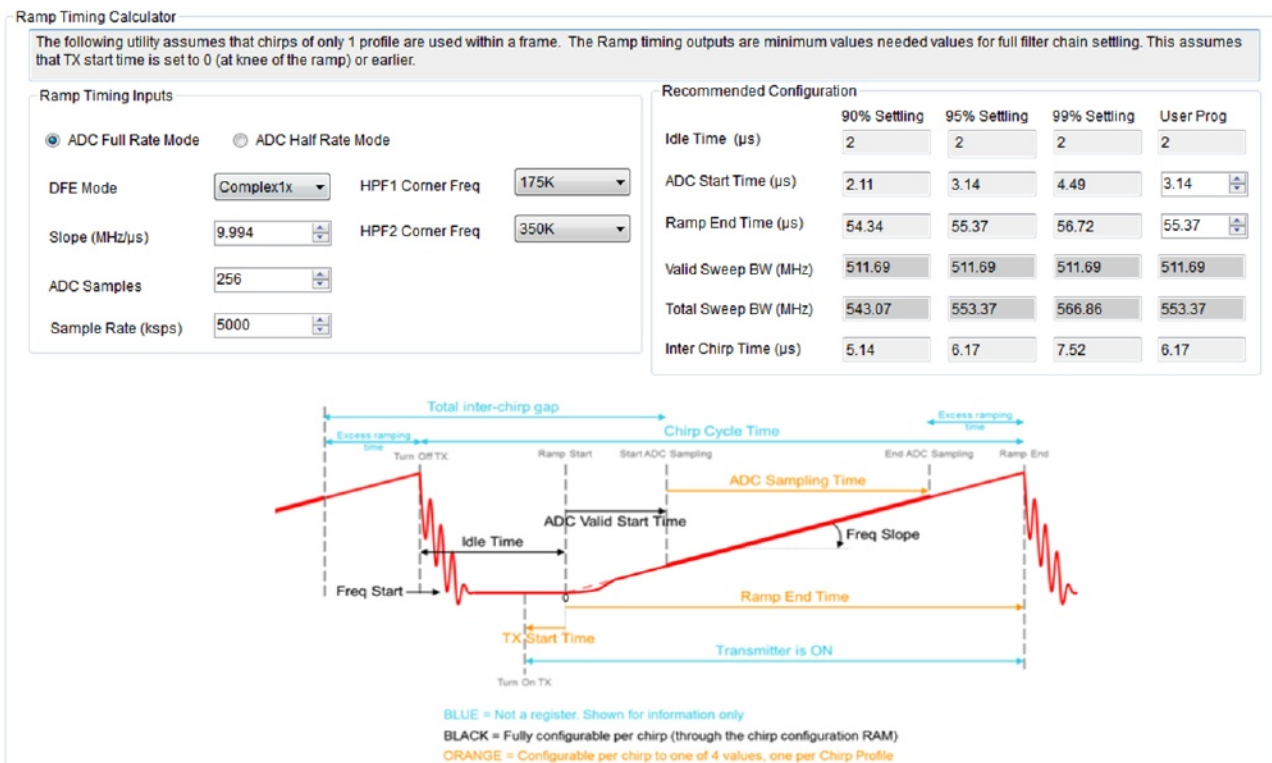 Ramp Timing Calculator
The following utility assumes that chirps of only 1 profile are used within a frame. The Ramp timing outputs are minimum values needed values for full filter chain settling. This assumes
that TX start time is set to 0 (at knee of the ramp) or earlier.
Ramp Timing Inputs
ADC Full Rate Mode ADC Half Rate Mode
DFE Mode Complex1x HPF1 Corner Freq 175K
Slope (MHz/µs) 9.994 HPF2 Corner Freq 350K
ADC Samples 256
Sample Rate (ksps) 5000
Recommended Configuration
90% Settling 95% Settling 99% Settling User Prog
Idle Time (µs) 2 2 2 2
ADC Start Time (µs) 2.11 3.14 4.49 3.14
Ramp End Time (µs) 54.34 55.37 56.72 55.37
Valid Sweep BW (MHz) 511.69 511.69 511.69 511.69
Total Sweep BW (MHz) 543.07 553.37 566.86 553.37
Inter Chirp Time (µs) 5.14 6.17 7.52 6.17
Total inter-chirp gap
Excess ramping
time
Chirp Cycle Time
Excess ramping
time
Turn Off TX
Ramp Start
Start ADC Sampling
End ADC Sampling
Ramp End
ADC Sampling Time
ADC Valid Start Time
Idle Time
Freq Slope
Freq Start
0
Ramp End Time
TX Start Time
Transmitter is ON
Turn On TX
BLUE = Not a register. Shown for information only
BLACK = Fully configurable per chirp (through the chirp configuration RAM)
ORANGE = Configurable per chirp to one of 4 values, one per Chirp Profile